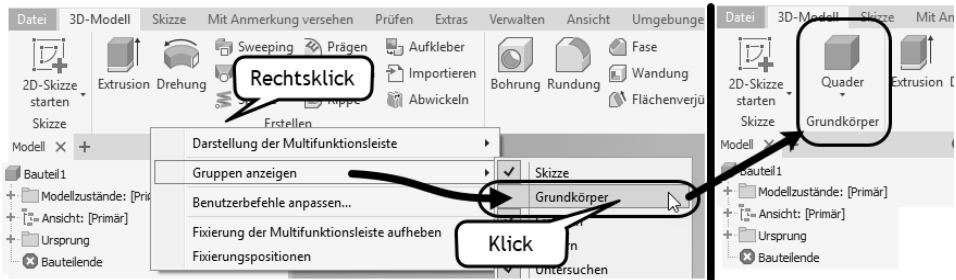 Datei 3D-Modell Skizze Mit Anmerkung versehen Prüfen Extras Verwalten Ansicht Umgebunge
2D-Skizze starten
Extrusion
Drehung
Sweeping
Prägen
Aufkleber
Importieren
Abwickeln
Bohrung
Rundung
Fase
Wandung
Flächenverjü
Skizze
Erstellen
Rechtsklick
Modell × +
Bauteil1
Modellzustände: [Pri
Ansicht: [Primär]
Ursprung
Bauteilende
Darstellung der Multifunktionsleiste
Gruppen anzeigen
Benutzerbefehle anpassen...
Fixierung der Multifunktionsleiste aufheben
Fixierungspositionen
Skizze
Grundkörper
Untersuchen
Klick
Datei 3D-Modell Skizze Mit An
2D-Skizze starten
Quader
Extrusion D
Skizze
Grundkörper
Modell ×
Bauteil1
Modellzustände: [Primär]
Ansicht: [Primär]
Ursprung
Bauteilende